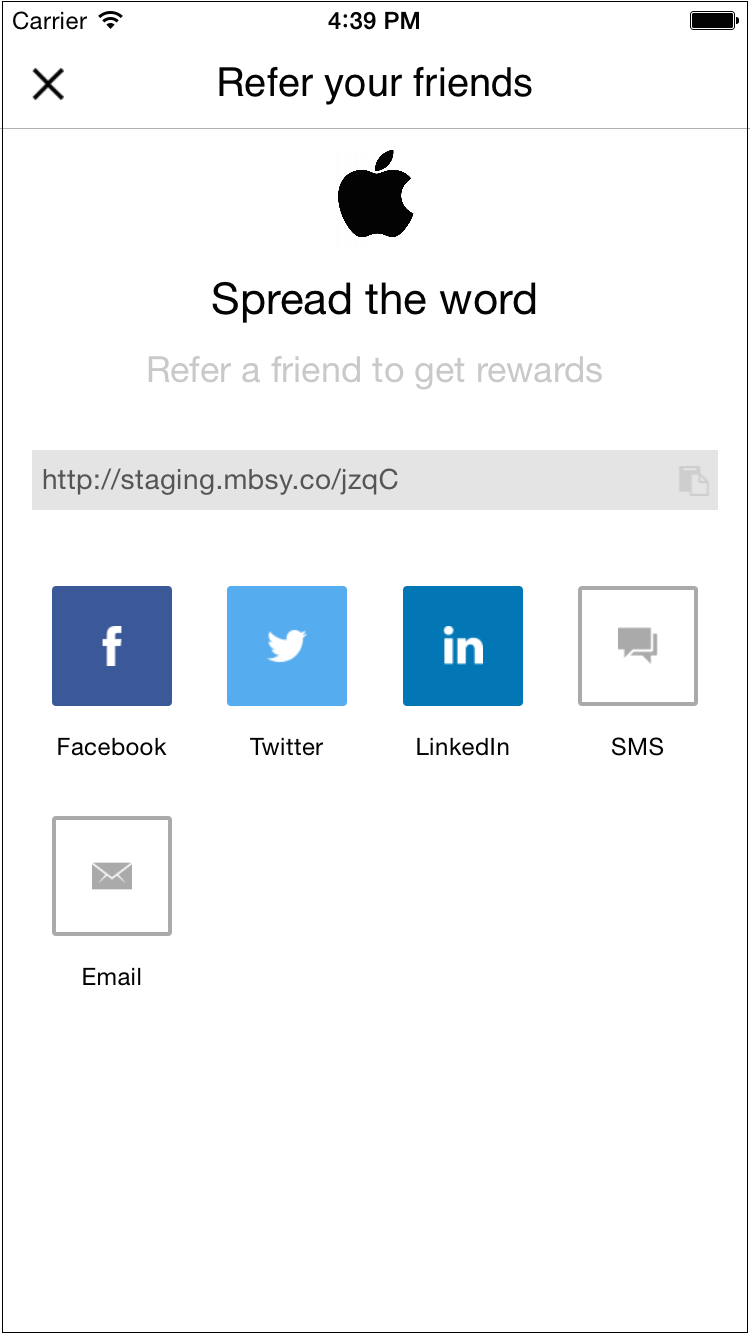 Carrier 4:39 PM
Refer your friends
Spread the word
Refer a friend to get rewards
http://staging.mbsy.co/jzqC
Facebook Twitter LinkedIn SMS
Email